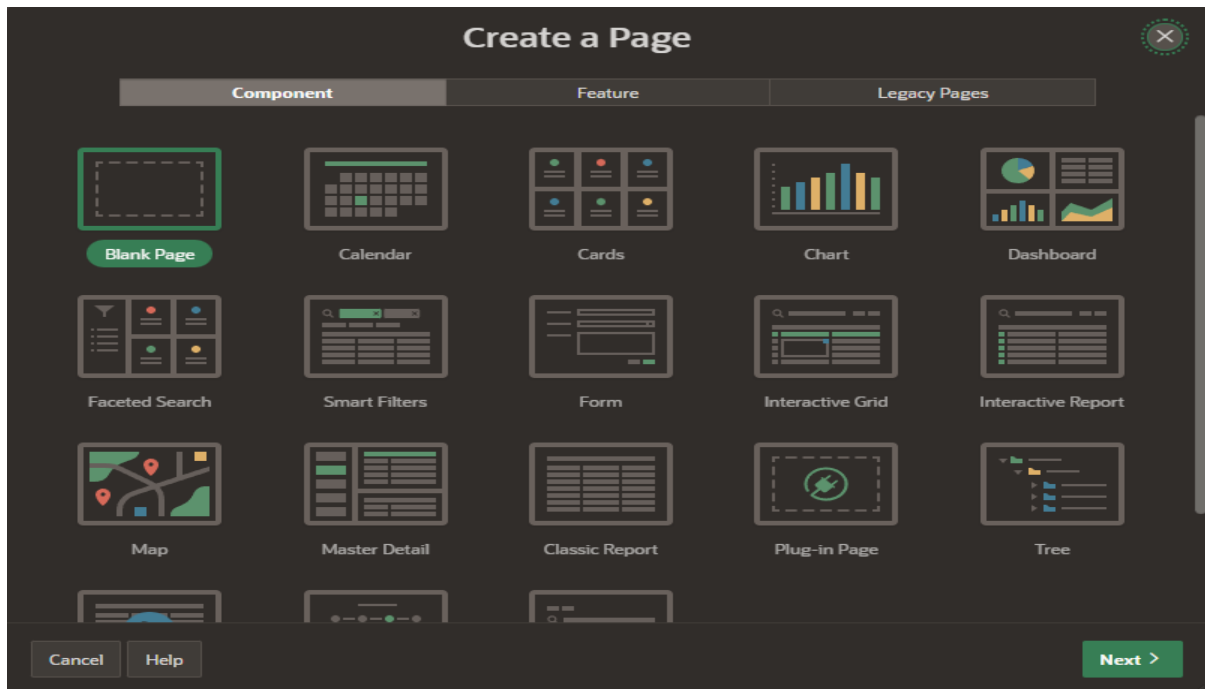 Create a Page
Component Feature Legacy Pages
Blank Page Calendar Cards Chart Dashboard
Faceted Search Smart Filters Form Interactive Grid Interactive Report
Map Master Detail Classic Report Plug-in Page Tree
Cancel Help Next